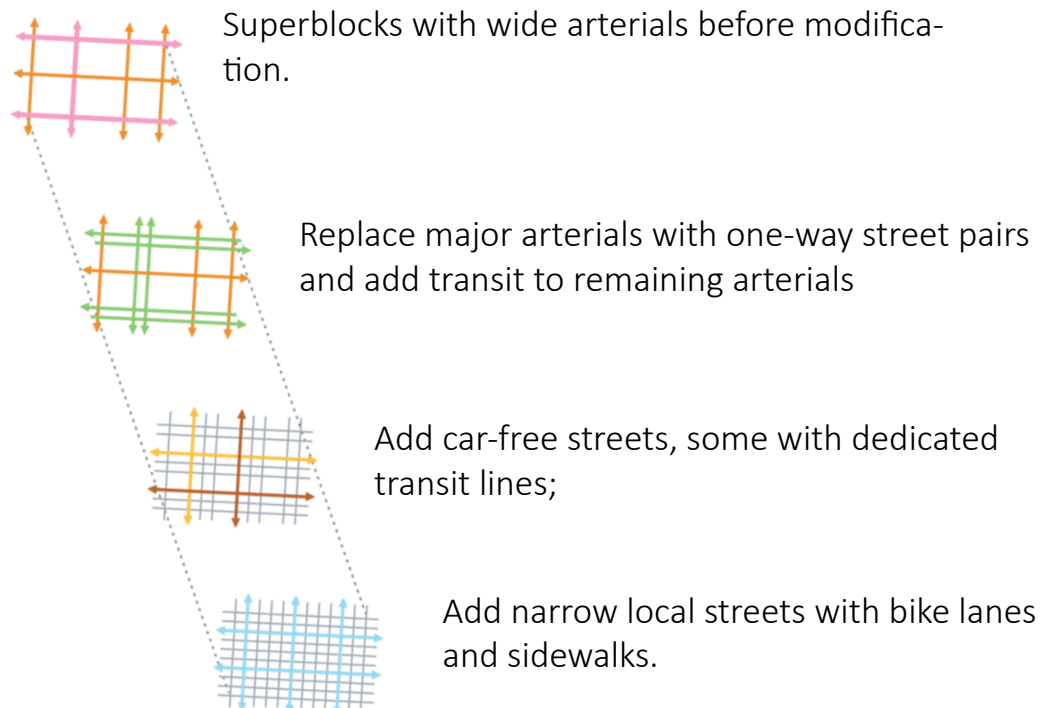 Superblocks with wide arterials before modifica-
tion.
Replace major arterials with one-way street pairs
and add transit to remaining arterials
Add car-free streets, some with dedicated
transit lines;
Add narrow local streets with bike lanes
and sidewalks.